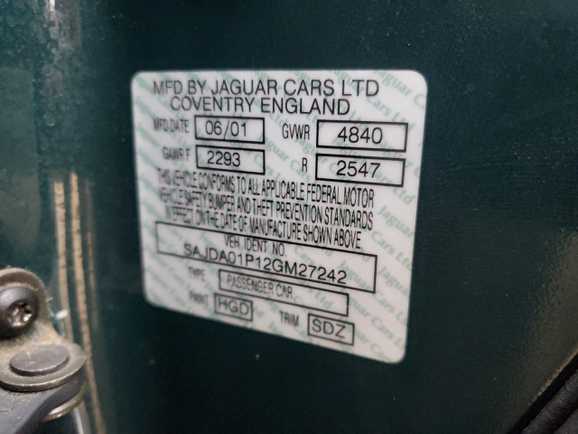 MFD BY JAGUAR CARS LTD
COVENTRY ENGLAND
MFD.DATE 06/01 GVWR 4840
GAWR F 2293 R 2547
THIS VEHICLE CONFORMS TO ALL APPLICABLE FEDERAL MOTOR
VEHICLE SAFETY BUMPER AND THEFT PREVENTION STANDARDS
IN EFFECT ON THE DATE OF MANUFACTURE SHOWN ABOVE
VEH. IDENT NO.
SAJDA01P12GM27242
TYPE PASSENGER CAR
PAINT HGD TRIM SDZ